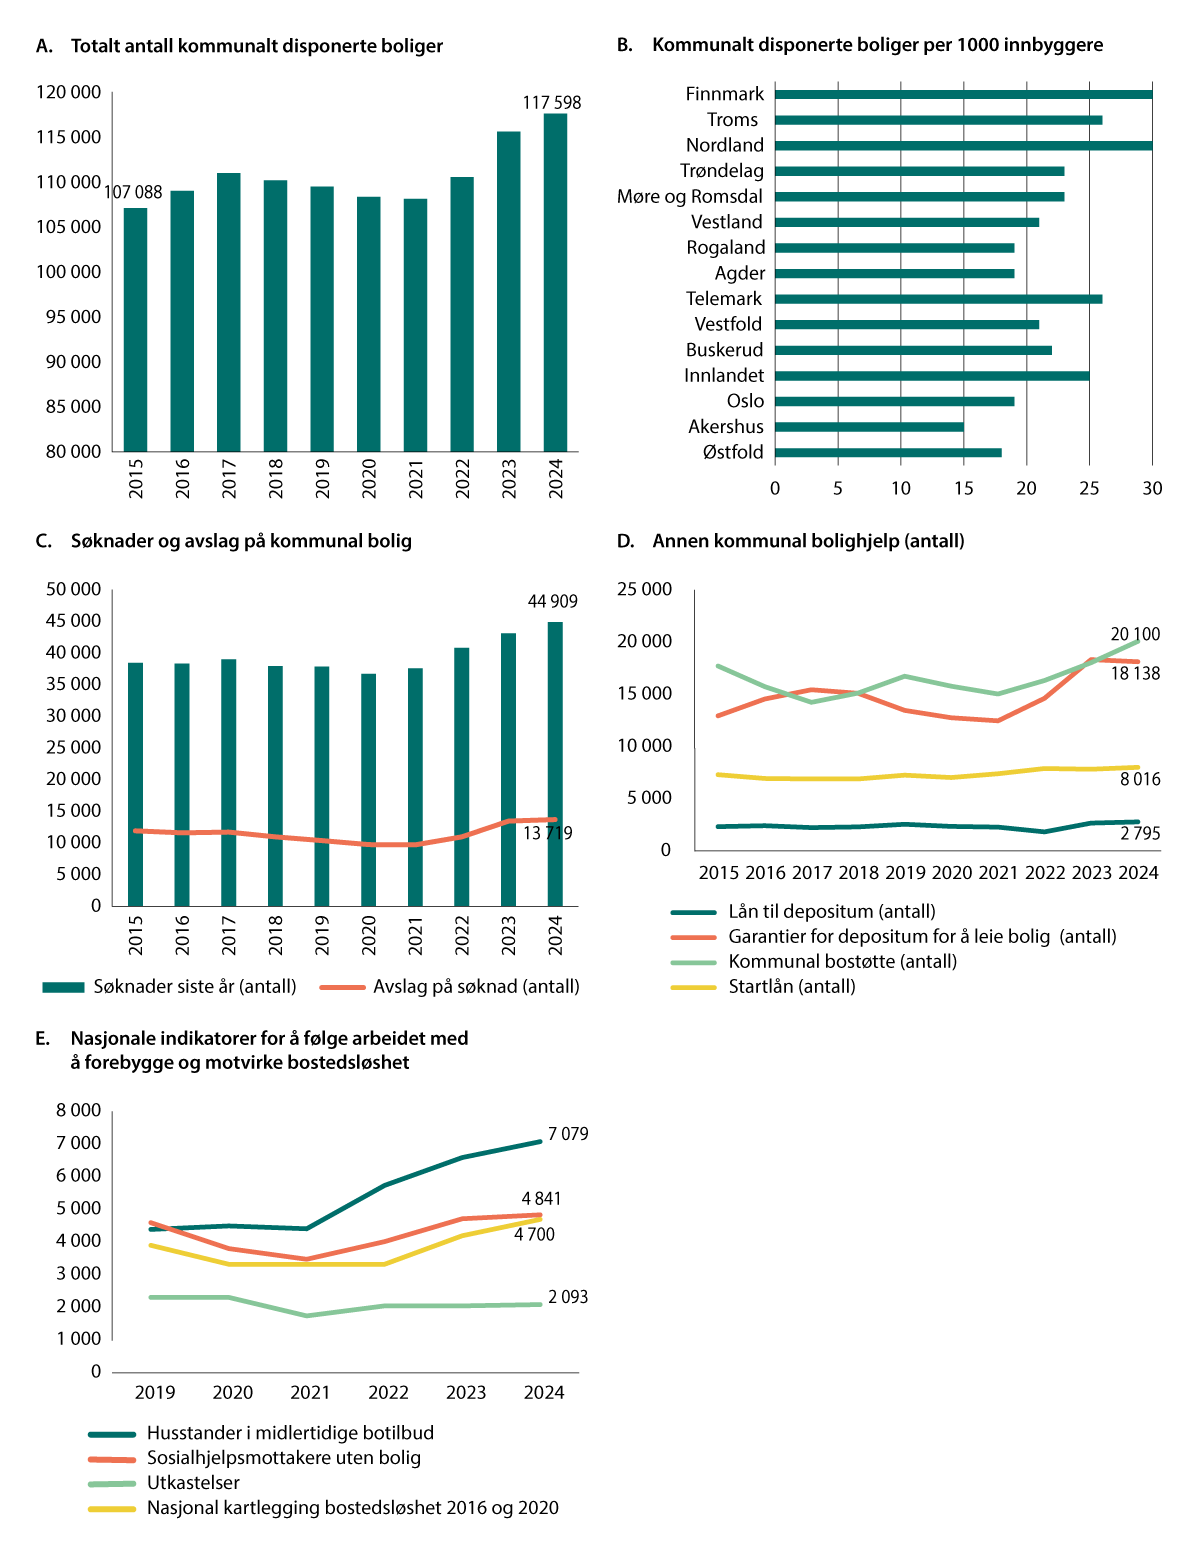 A. Totalt antall kommunalt disponerte boliger
120 000
115 000
110 000
105 000
100 000
95 000
90 000
85 000
80 000
107 088
117 598
2015
2016
2017
2018
2019
2020
2021
2022
2023
2024
B. Kommunalt disponerte boliger per 1000 innbyggere
Finnmark
Troms
Nordland
Trøndelag
Møre og Romsdal
Vestland
Rogaland
Agder
Telemark
Vestfold
Buskerud
Innlandet
Oslo
Akershus
Østfold
0 5 10 15 20 25 30
C. Søknader og avslag på kommunal bolig
50 000
45 000
40 000
35 000
30 000
25 000
20 000
15 000
10 000
5 000
0
44 909
13 719
2015
2016
2017
2018
2019
2020
2021
2022
2023
2024
Søknader siste år (antall) Avslag på søknad (antall)
D. Annen kommunal bolighjelp (antall)
25 000
20 000
15 000
10 000
5 000
0
20 100
18 138
8 016
2 795
2015 2016 2017 2018 2019 2020 2021 2022 2023 2024
Lån til depositum (antall)
Garantier for depositum for å leie bolig (antall)
Kommunal bostøtte (antall)
Startlån (antall)
E. Nasjonale indikatorer for å følge arbeidet med
å forebygge og motvirke bostedsløshet
8 000
7 000
6 000
5 000
4 000
3 000
2 000
1 000
0
7 079
4 841
4 700
2 093
2019 2020 2021 2022 2023 2024
Husstander i midlertidige botilbud
Sosialhjelpsmottakere uten bolig
Utkastelser
Nasjonal kartlegging bostedsløshet 2016 og 2020